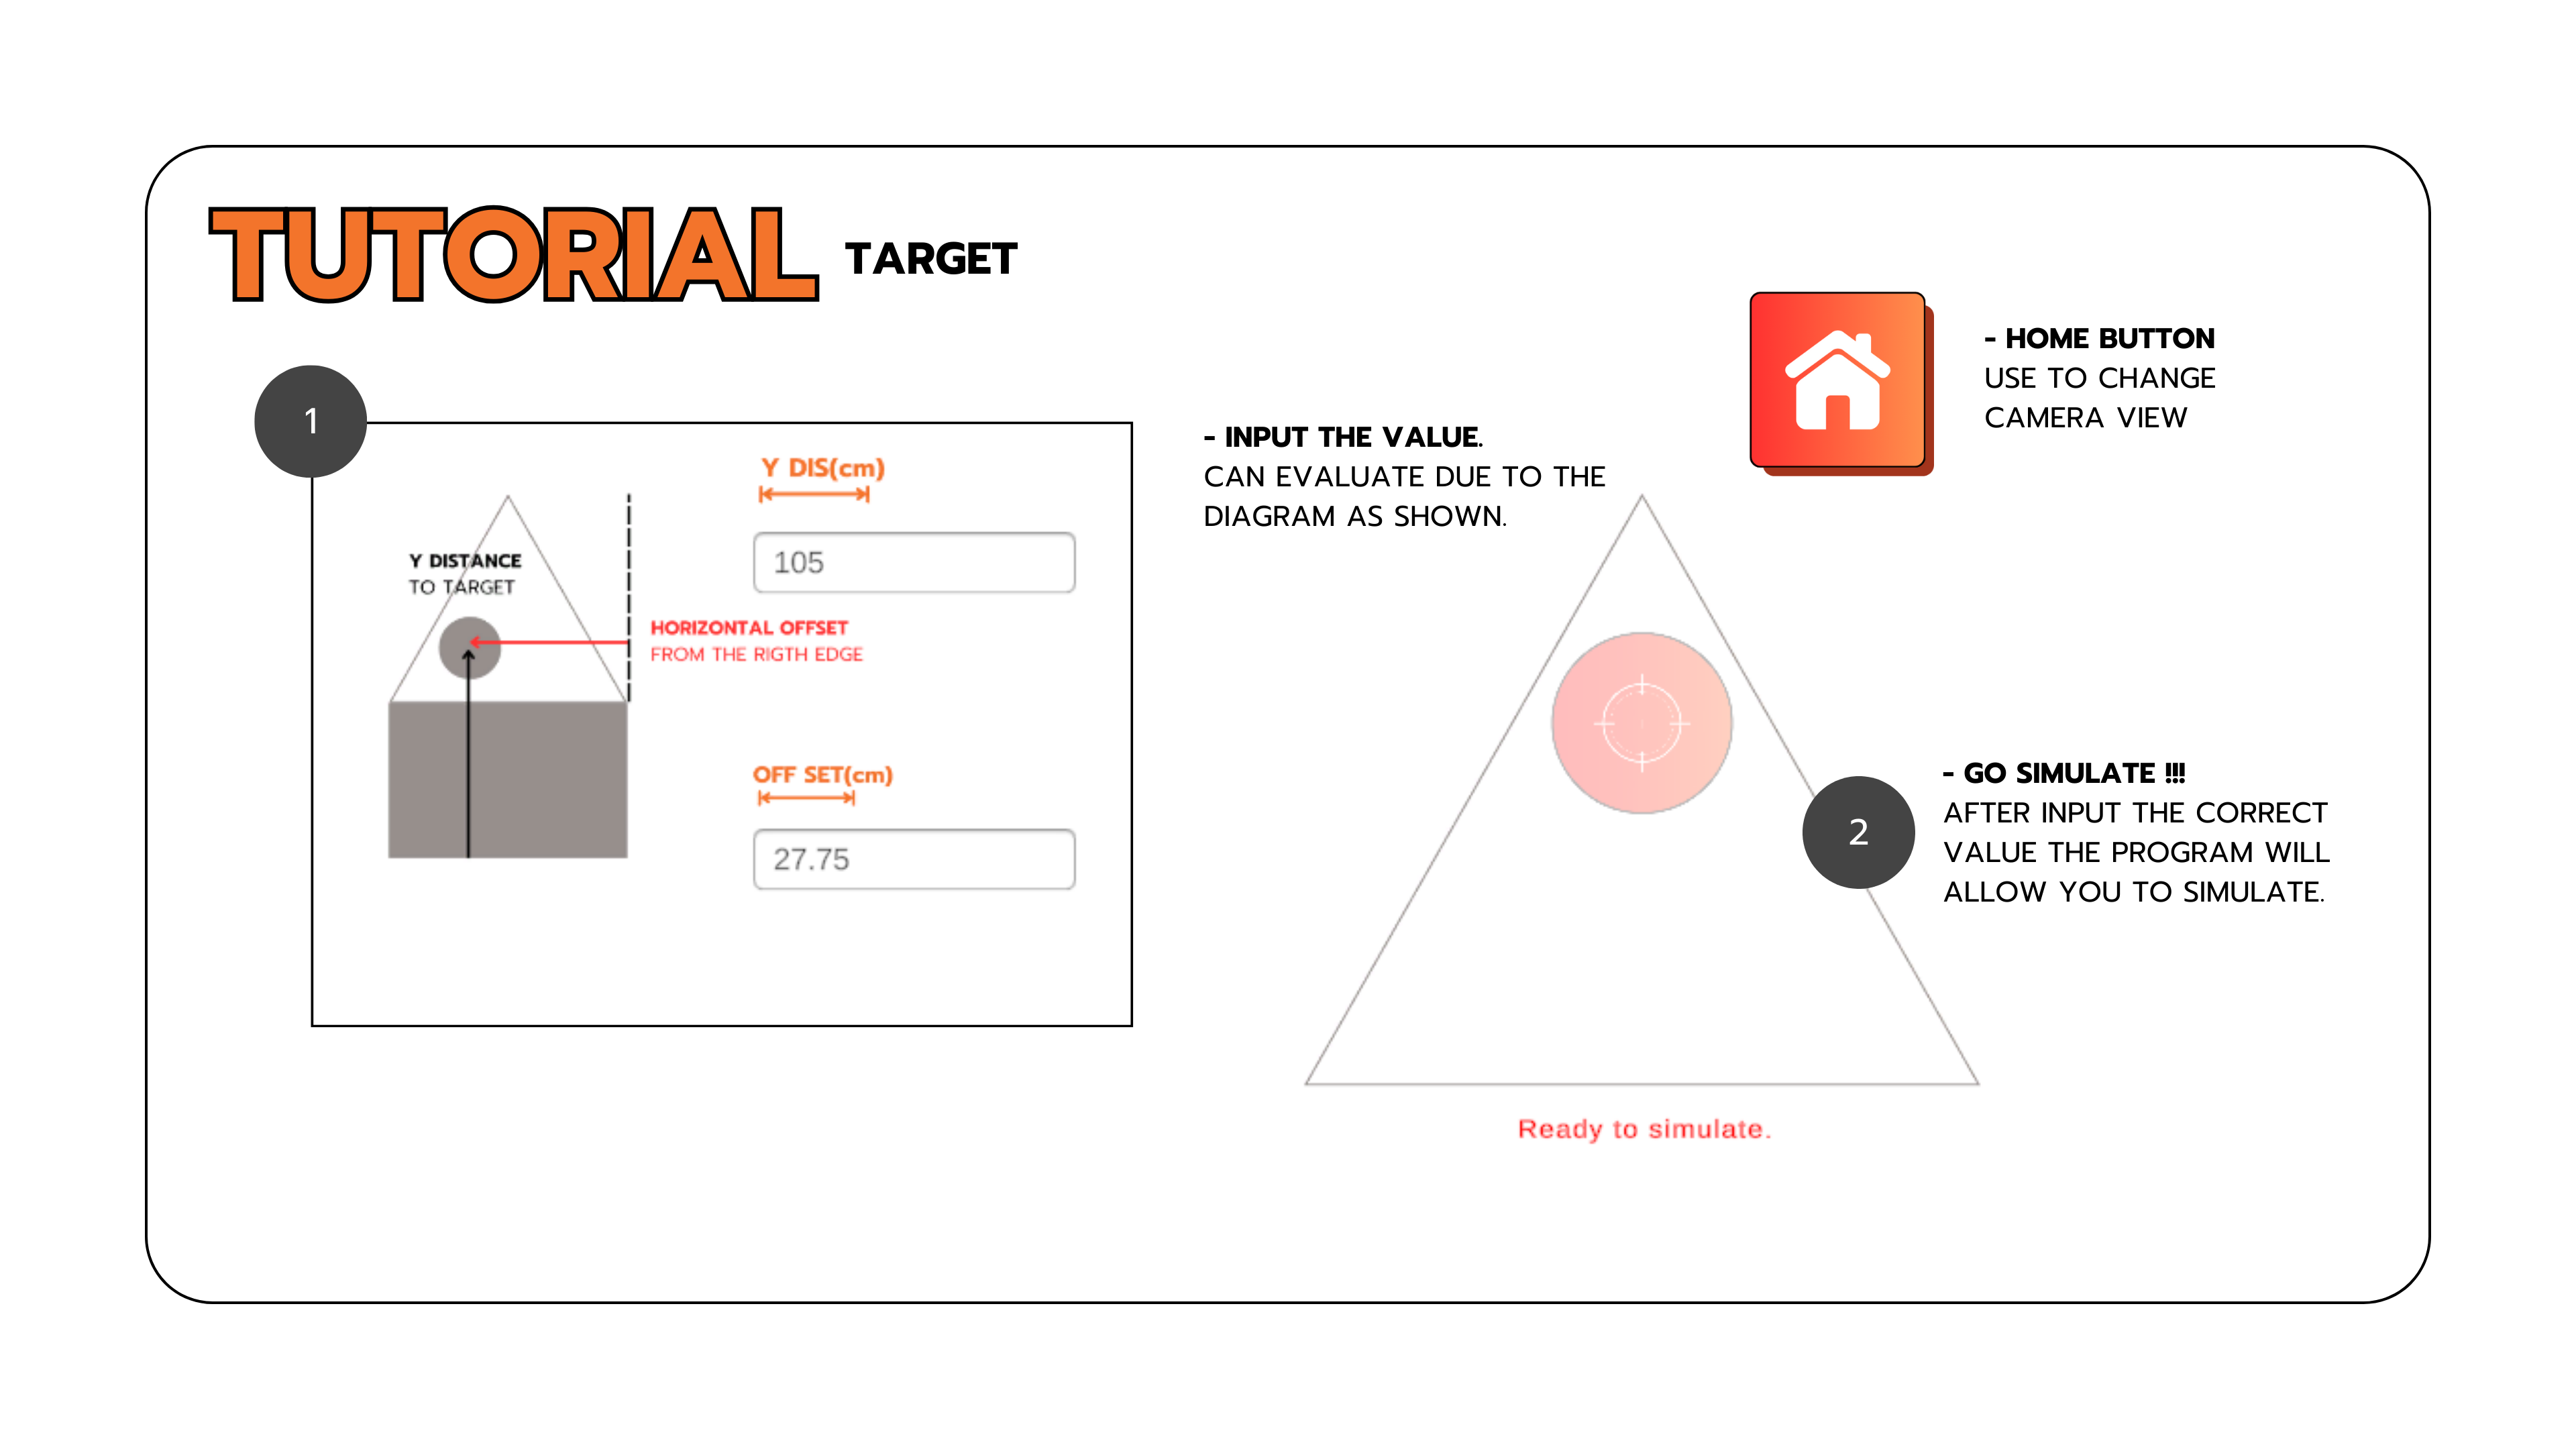 TUTORIAL TARGET
1
Y DIS(cm)
105
Y DISTANCE
TO TARGET
HORIZONTAL OFFSET
FROM THE RIGTH EDGE
OFF SET(cm)
27.75
- INPUT THE VALUE.
CAN EVALUATE DUE TO THE
DIAGRAM AS SHOWN.
- HOME BUTTON
USE TO CHANGE
CAMERA VIEW
2
- GO SIMULATE !!!
AFTER INPUT THE CORRECT
VALUE THE PROGRAM WILL
ALLOW YOU TO SIMULATE.
Ready to simulate.